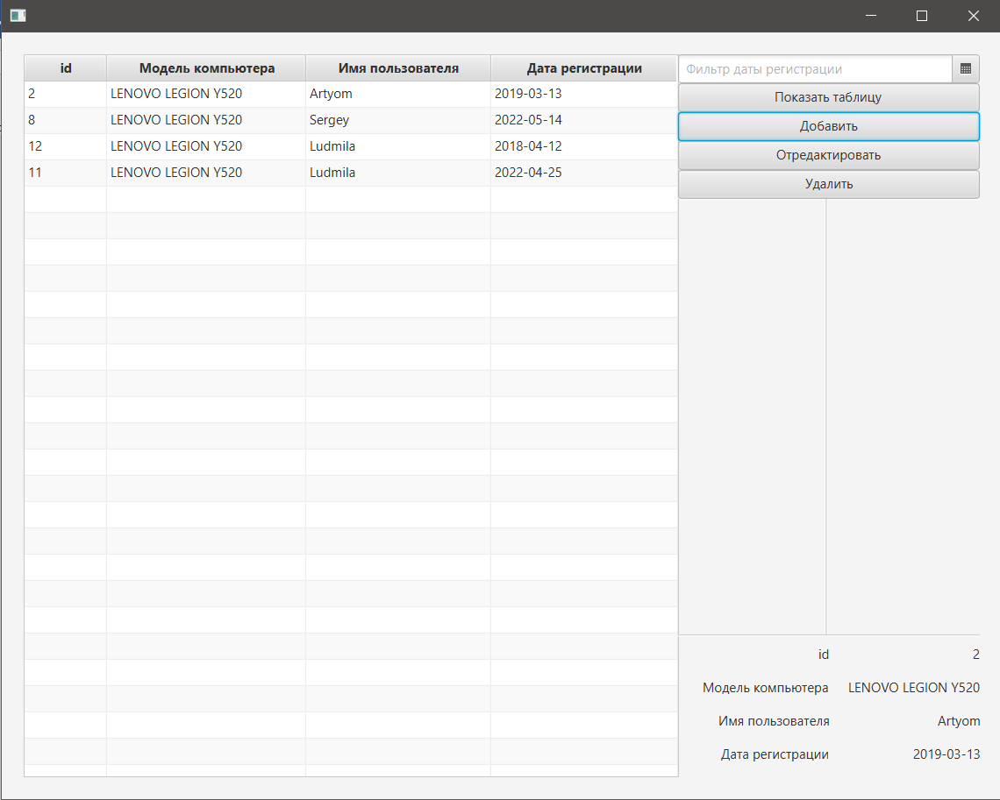 id Модель компьютера Имя пользователя Дата регистрации
2 LENOVO LEGION Y520 Artyom 2019-03-13
8 LENOVO LEGION Y520 Sergey 2022-05-14
12 LENOVO LEGION Y520 Ludmila 2018-04-12
11 LENOVO LEGION Y520 Ludmila 2022-04-25
Фильтр даты регистрации
Показать таблицу
Добавить
Отредактировать
Удалить
id 2
Модель компьютера LENOVO LEGION Y520
Имя пользователя Artyom
Дата регистрации 2019-03-13